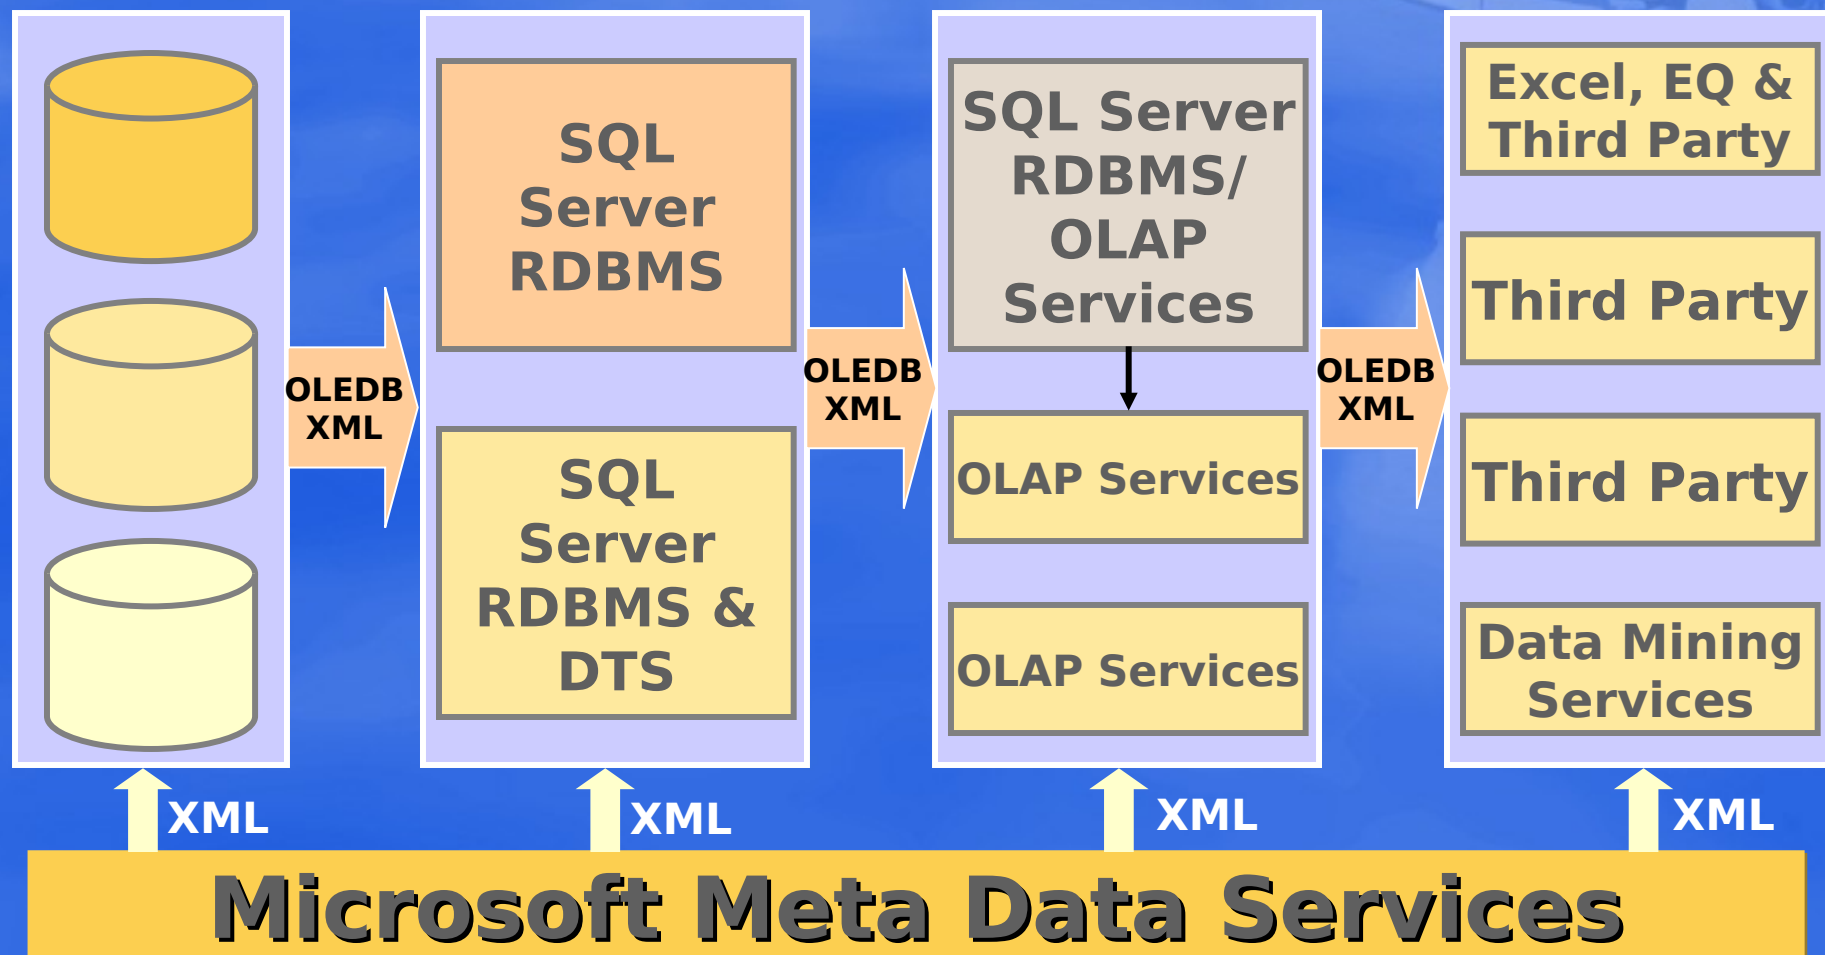 SQL
Server
RDBMS
SQL
Server
RDBMS &
DTS
SQL Server
RDBMS/
OLAP
Services
OLAP Services
OLAP Services
Excel, EQ &
Third Party
Third Party
Third Party
Data Mining
Services
OLEDB
XML
OLEDB
XML
OLEDB
XML
XML
XML
XML
XML
Microsoft Meta Data Services